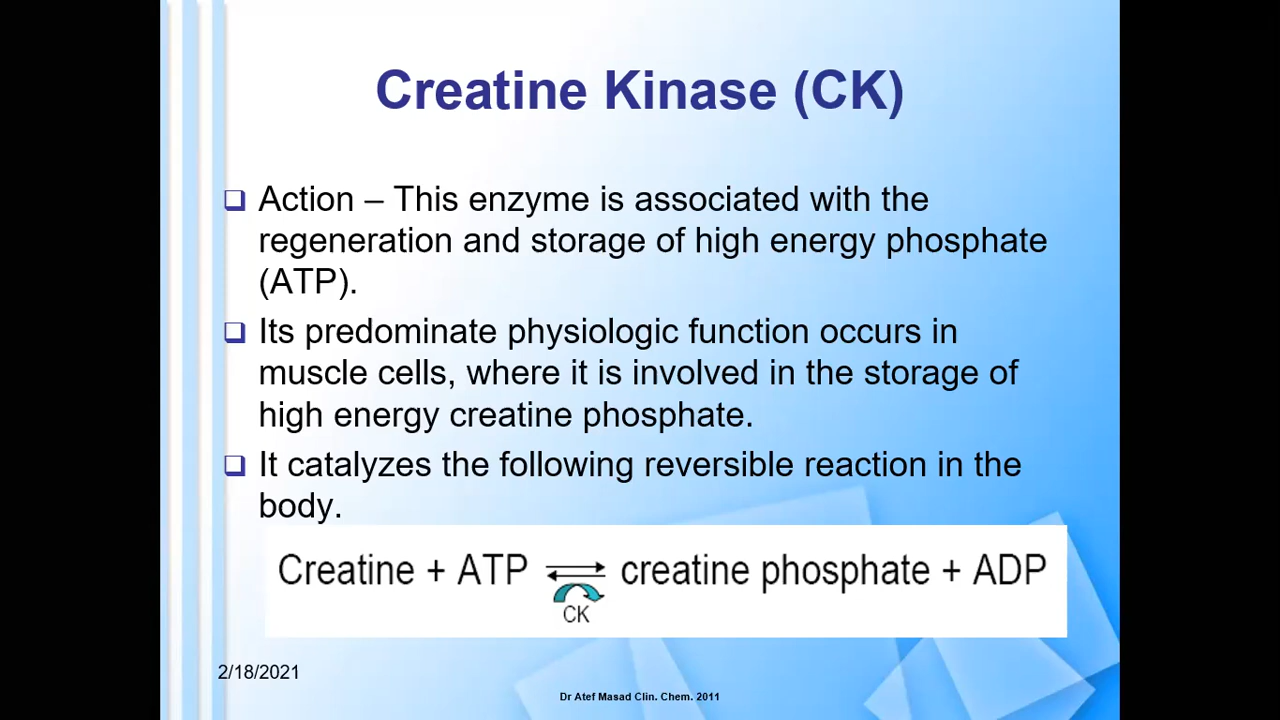 Creatine Kinase (CK)
Action – This enzyme is associated with the
regeneration and storage of high energy phosphate
(ATP).
Its predominate physiologic function occurs in
muscle cells, where it is involved in the storage of
high energy creatine phosphate.
It catalyzes the following reversible reaction in the
body.
Creatine + ATP ⇌ creatine phosphate + ADP
CK
2/18/2021
Dr Atef Masad Clin. Chem. 2011